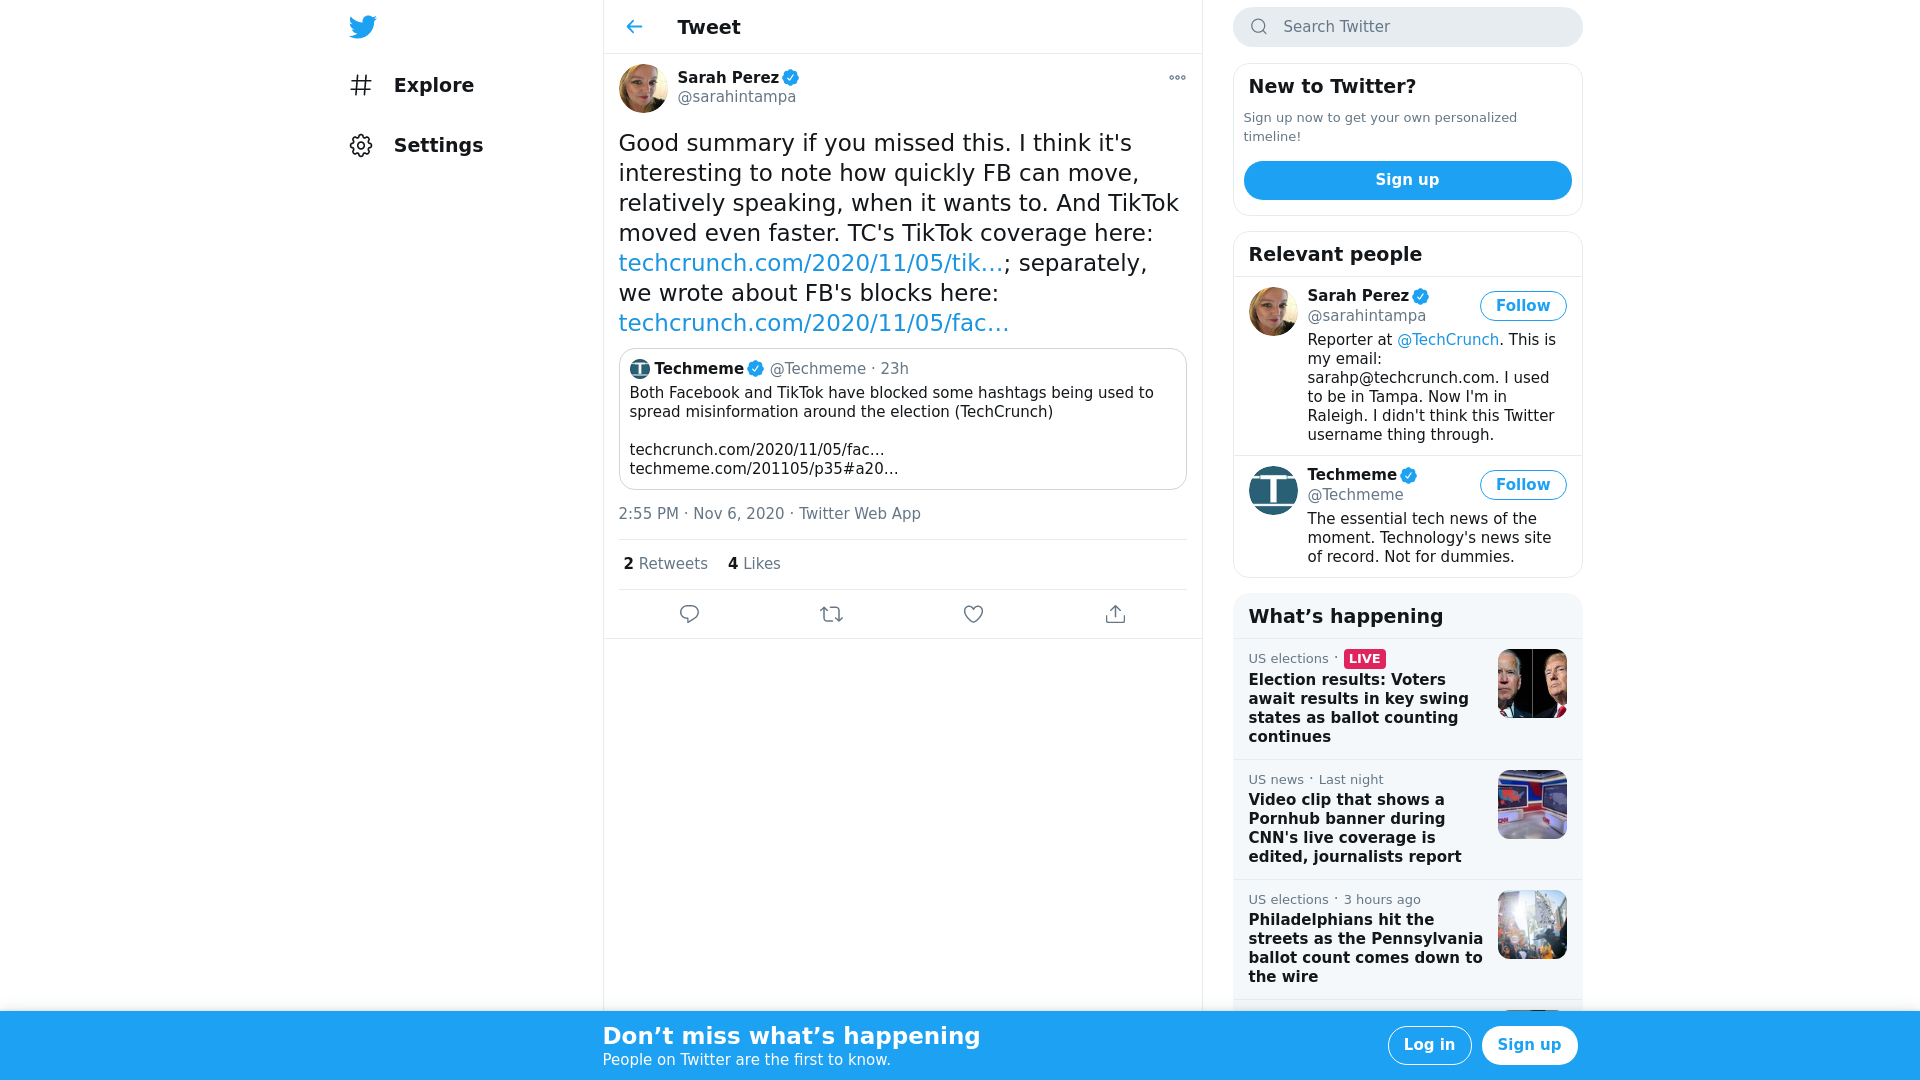 Explore
Settings
Tweet
Sarah Perez
@sarahintampa
Good summary if you missed this. I think it's
interesting to note how quickly FB can move,
relatively speaking, when it wants to. And TikTok
moved even faster. TC's TikTok coverage here:
techcrunch.com/2020/11/05/tik…; separately,
we wrote about FB's blocks here:
techcrunch.com/2020/11/05/fac…
Techmeme @Techmeme · 23h
Both Facebook and TikTok have blocked some hashtags being used to
spread misinformation around the election (TechCrunch)
techcrunch.com/2020/11/05/fac…
techmeme.com/201105/p35#a20…
2:55 PM · Nov 6, 2020 · Twitter Web App
2 Retweets 4 Likes
Search Twitter
New to Twitter?
Sign up now to get your own personalized
timeline!
Sign up
Relevant people
Sarah Perez
@sarahintampa
Follow
Reporter at @TechCrunch. This is
my email:
sarahp@techcrunch.com. I used
to be in Tampa. Now I'm in
Raleigh. I didn't think this Twitter
username thing through.
Techmeme
@Techmeme
Follow
The essential tech news of the
moment. Technology's news site
of record. Not for dummies.
What’s happening
US elections · LIVE
Election results: Voters
await results in key swing
states as ballot counting
continues
US news · Last night
Video clip that shows a
Pornhub banner during
CNN's live coverage is
edited, journalists report
US elections · 3 hours ago
Philadelphians hit the
streets as the Pennsylvania
ballot count comes down to
the wire
Don’t miss what’s happening
People on Twitter are the first to know.
Log in
Sign up